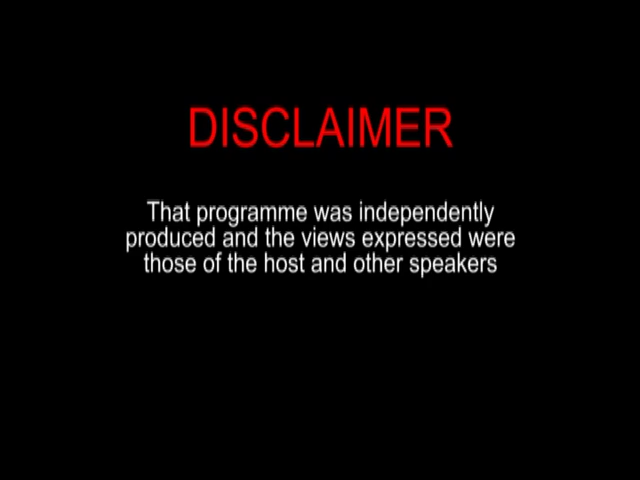 DISCLAIMER
That programme was independently
produced and the views expressed were
those of the host and other speakers